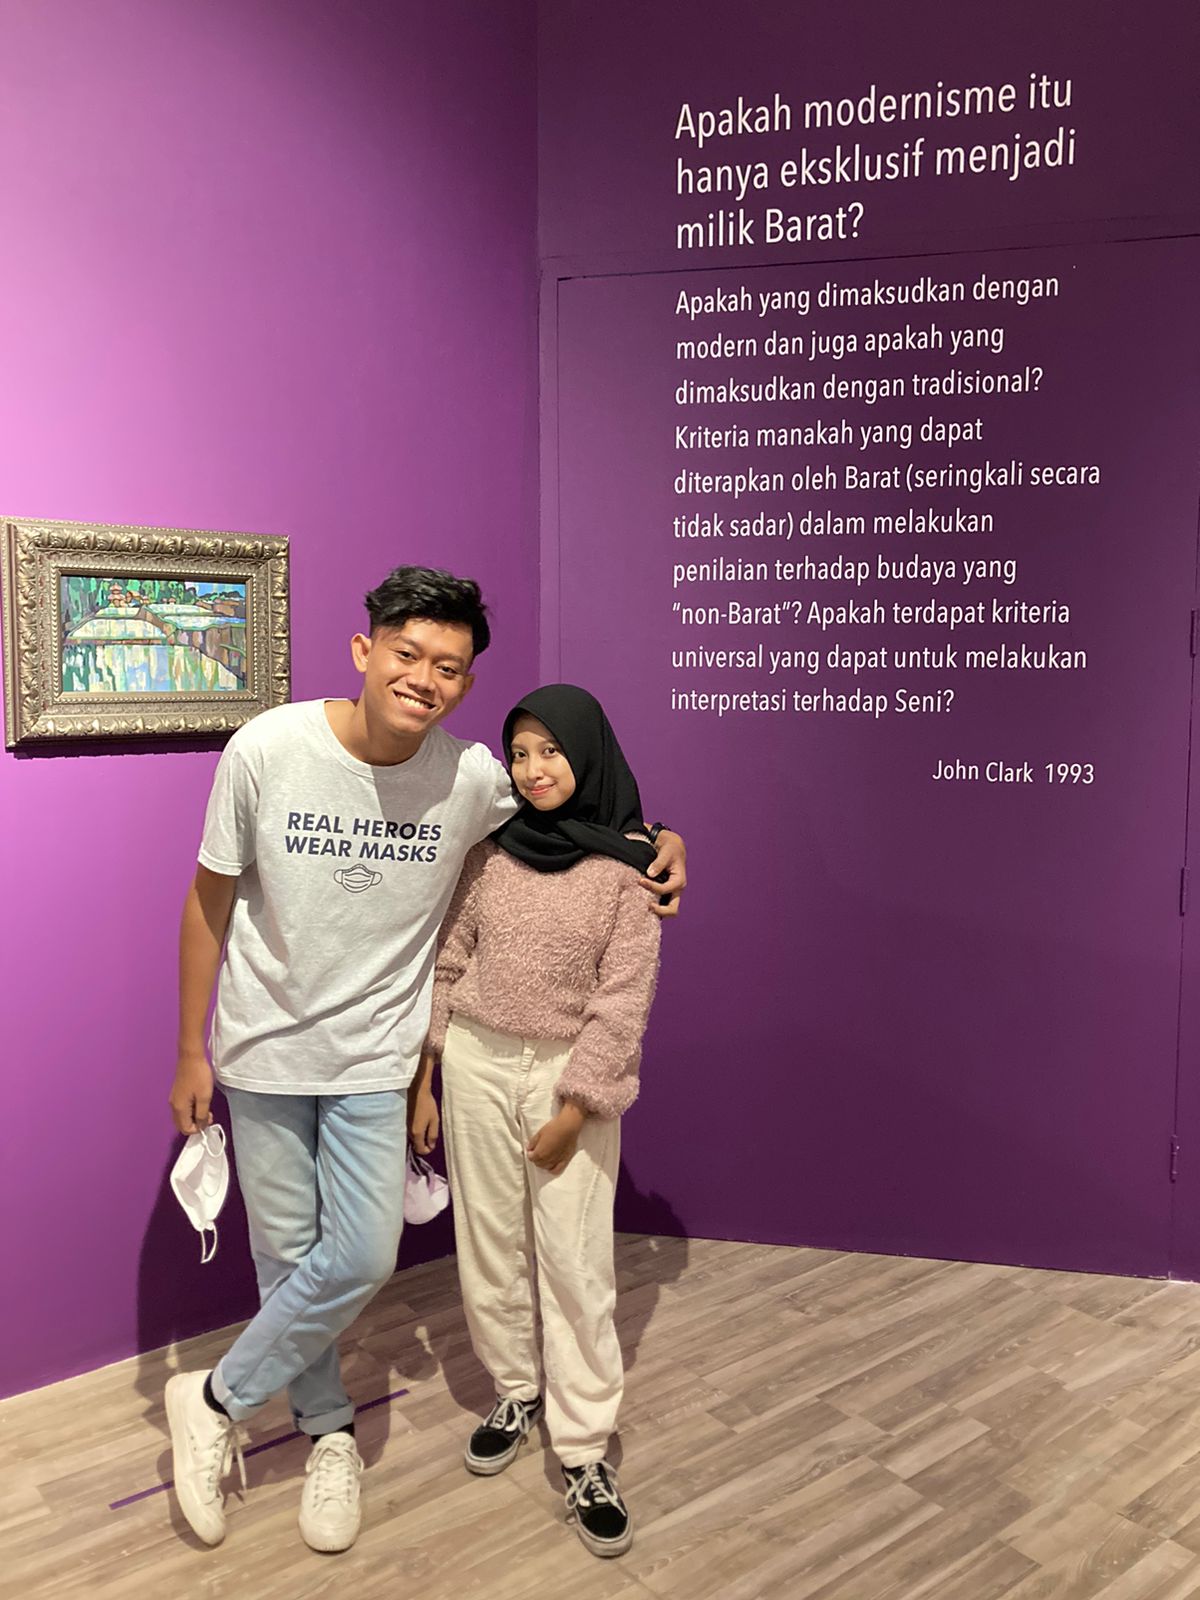 Apakah modernisme itu
hanya eksklusif menjadi
milik Barat?
Apakah yang dimaksudkan dengan
modern dan juga apakah yang
dimaksudkan dengan tradisional?
Kriteria manakah yang dapat
diterapkan oleh Barat (seringkali secara
tidak sadar) dalam melakukan
penilaian terhadap budaya yang
“non-Barat”? Apakah terdapat kriteria
universal yang dapat untuk melakukan
interpretasi terhadap Seni?
John Clark 1993
REAL HEROES
WEAR MASKS